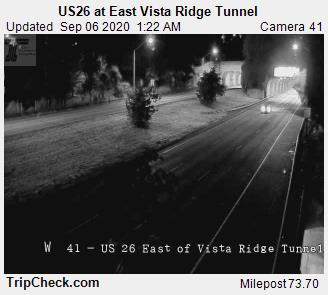 US26 at East Vista Ridge Tunnel
Updated Sep 06 2020 1:22 AM Camera 41
W 41 - US 26 East of Vista Ridge Tunnel
TripCheck.com Milepost 73.70